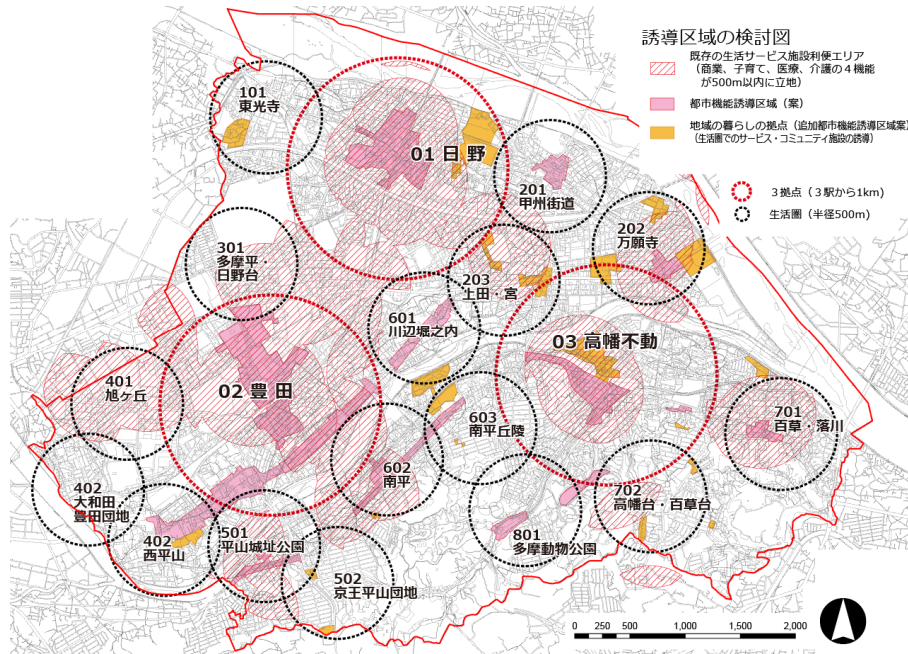 誘導区域の検討図
既存の生活サービス施設利便エリア
（商業、子育て、医療、介護の４機能
が500m以内に立地）
都市機能誘導区域（案）
地域の暮らしの拠点（追加都市機能誘導区域案）
（生活圏でのサービス・コミュニティ施設の誘導）
３拠点（３駅から1km)
生活圏（半径500m)
101
東光寺
01 日 野
201
甲州街道
202
万願寺
301
多摩平・
日野台
203
上田・宮
601
川辺堀之内
03 高幡不動
02 豊 田
401
旭ヶ丘
603
南平丘陵
701
百草・落川
602
南平
402
大和田・
豊田団地
702
高幡台・百草台
402
西平山
501
平山城址公園
801
多摩動物公園
502
京王平山団地
0 250 500 1,000 1,500 2,000